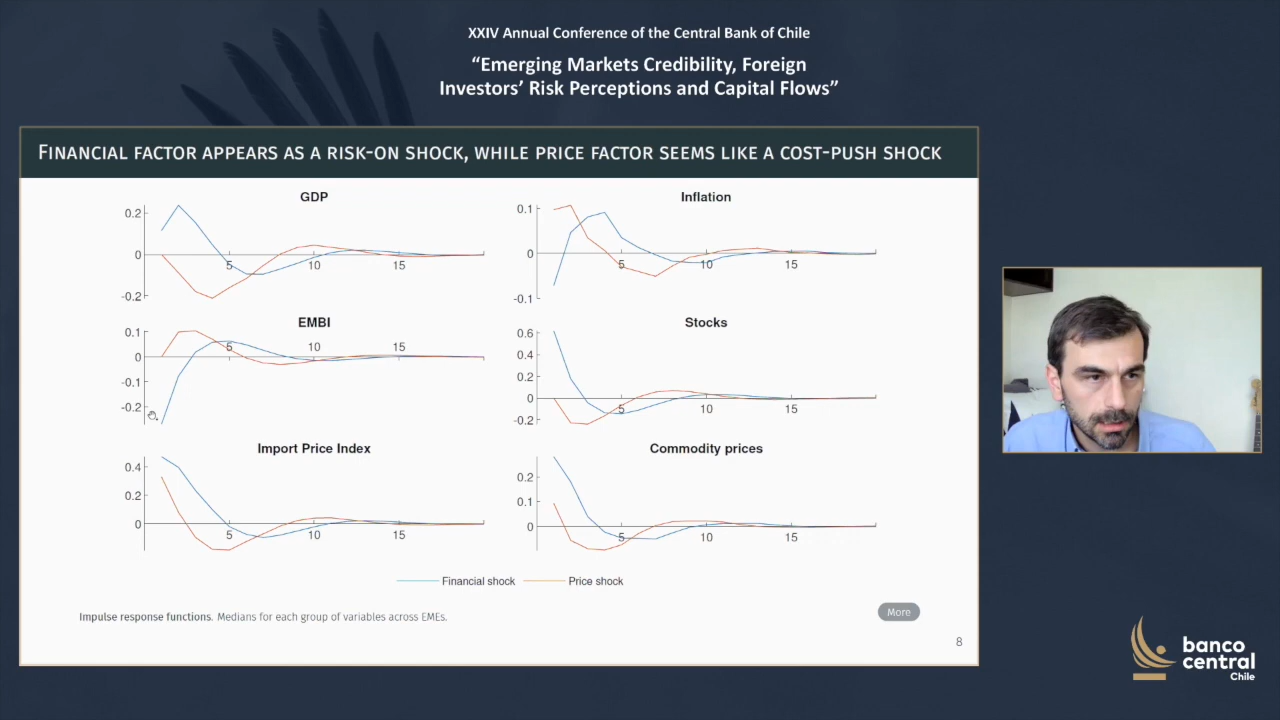 XXIV Annual Conference of the Central Bank of Chile
“Emerging Markets Credibility, Foreign
Investors’ Risk Perceptions and Capital Flows”
Financial factor appears as a risk-on shock, while price factor seems like a cost-push shock
GDP
0.2
0
-0.2
5
10
15
Inflation
0.1
0
-0.1
5
10
15
EMBI
0.1
0
-0.1
-0.2
5
10
15
Stocks
0.6
0.4
0.2
0
-0.2
5
10
15
Import Price Index
0.4
0.2
0
5
10
15
Commodity prices
0.2
0.1
0
5
10
15
Financial shock
Price shock
Impulse response functions. Medians for each group of variables across EMEs.
More
8
banco
central
Chile